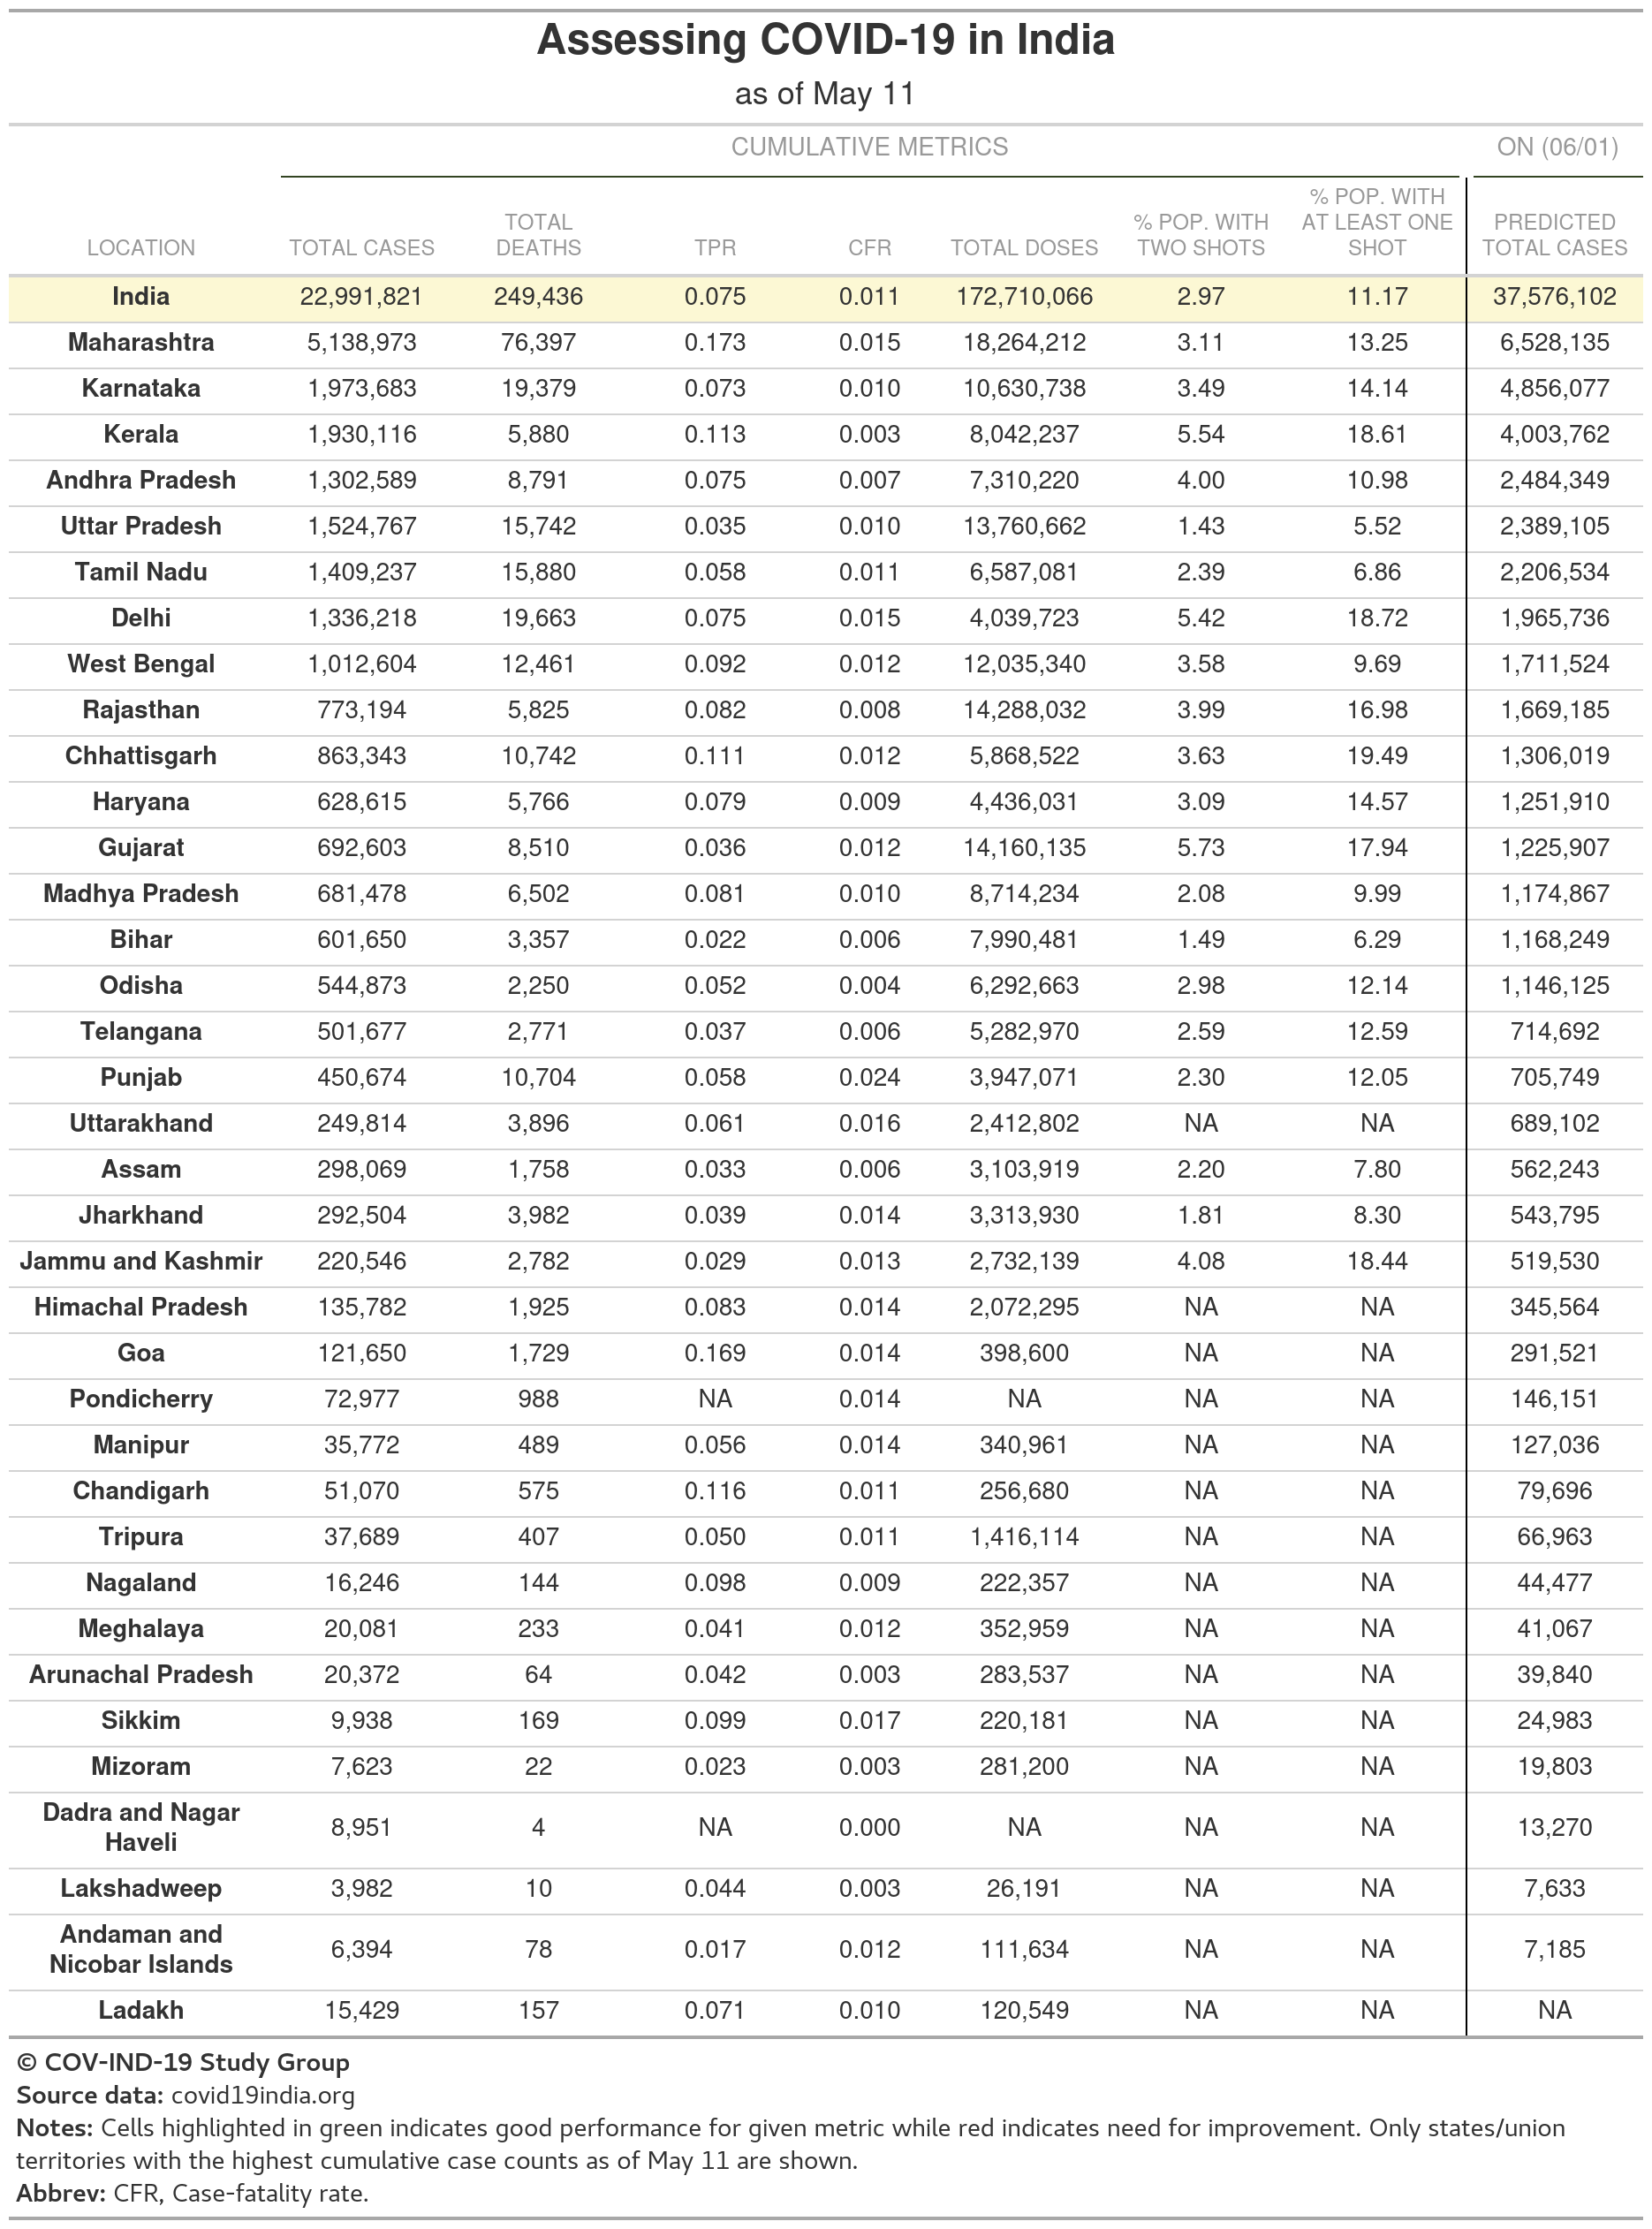 Assessing COVID-19 in India
as of May 11
CUMULATIVE METRICS ON (06/01)
LOCATION TOTAL CASES TOTAL DEATHS TPR CFR TOTAL DOSES % POP. WITH TWO SHOTS % POP. WITH AT LEAST ONE SHOT PREDICTED TOTAL CASES
India 22,991,821 249,436 0.075 0.011 172,710,066 2.97 11.17 37,576,102
Maharashtra 5,138,973 76,397 0.173 0.015 18,264,212 3.11 13.25 6,528,135
Karnataka 1,973,683 19,379 0.073 0.010 10,630,738 3.49 14.14 4,856,077
Kerala 1,930,116 5,880 0.113 0.003 8,042,237 5.54 18.61 4,003,762
Andhra Pradesh 1,302,589 8,791 0.075 0.007 7,310,220 4.00 10.98 2,484,349
Uttar Pradesh 1,524,767 15,742 0.035 0.010 13,760,662 1.43 5.52 2,389,105
Tamil Nadu 1,409,237 15,880 0.058 0.011 6,587,081 2.39 6.86 2,206,534
Delhi 1,336,218 19,663 0.075 0.015 4,039,723 5.42 18.72 1,965,736
West Bengal 1,012,604 12,461 0.092 0.012 12,035,340 3.58 9.69 1,711,524
Rajasthan 773,194 5,825 0.082 0.008 14,288,032 3.99 16.98 1,669,185
Chhattisgarh 863,343 10,742 0.111 0.012 5,868,522 3.63 19.49 1,306,019
Haryana 628,615 5,766 0.079 0.009 4,436,031 3.09 14.57 1,251,910
Gujarat 692,603 8,510 0.036 0.012 14,160,135 5.73 17.94 1,225,907
Madhya Pradesh 681,478 6,502 0.081 0.010 8,714,234 2.08 9.99 1,174,867
Bihar 601,650 3,357 0.022 0.006 7,990,481 1.49 6.29 1,168,249
Odisha 544,873 2,250 0.052 0.004 6,292,663 2.98 12.14 1,146,125
Telangana 501,677 2,771 0.037 0.006 5,282,970 2.59 12.59 714,692
Punjab 450,674 10,704 0.058 0.024 3,947,071 2.30 12.05 705,749
Uttarakhand 249,814 3,896 0.061 0.016 2,412,802 NA NA 689,102
Assam 298,069 1,758 0.033 0.006 3,103,919 2.20 7.80 562,243
Jharkhand 292,504 3,982 0.039 0.014 3,313,930 1.81 8.30 543,795
Jammu and Kashmir 220,546 2,782 0.029 0.013 2,732,139 4.08 18.44 519,530
Himachal Pradesh 135,782 1,925 0.083 0.014 2,072,295 NA NA 345,564
Goa 121,650 1,729 0.169 0.014 398,600 NA NA 291,521
Pondicherry 72,977 988 NA 0.014 NA NA NA 146,151
Manipur 35,772 489 0.056 0.014 340,961 NA NA 127,036
Chandigarh 51,070 575 0.116 0.011 256,680 NA NA 79,696
Tripura 37,689 407 0.050 0.011 1,416,114 NA NA 66,963
Nagaland 16,246 144 0.098 0.009 222,357 NA NA 44,477
Meghalaya 20,081 233 0.041 0.012 352,959 NA NA 41,067
Arunachal Pradesh 20,372 64 0.042 0.003 283,537 NA NA 39,840
Sikkim 9,938 169 0.099 0.017 220,181 NA NA 24,983
Mizoram 7,623 22 0.023 0.003 281,200 NA NA 19,803
Dadra and Nagar Haveli 8,951 4 NA 0.000 NA NA NA 13,270
Lakshadweep 3,982 10 0.044 0.003 26,191 NA NA 7,633
Andaman and Nicobar Islands 6,394 78 0.017 0.012 111,634 NA NA 7,185
Ladakh 15,429 157 0.071 0.010 120,549 NA NA NA
© COV-IND-19 Study Group
Source data: covid19india.org
Notes: Cells highlighted in green indicates good performance for given metric while red indicates need for improvement. Only states/union
territories with the highest cumulative case counts as of May 11 are shown.
Abbrev: CFR, Case-fatality rate.